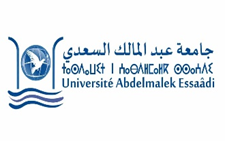 جامعة عبد المالك السعدي
Université Abdelmalek Essaâdi